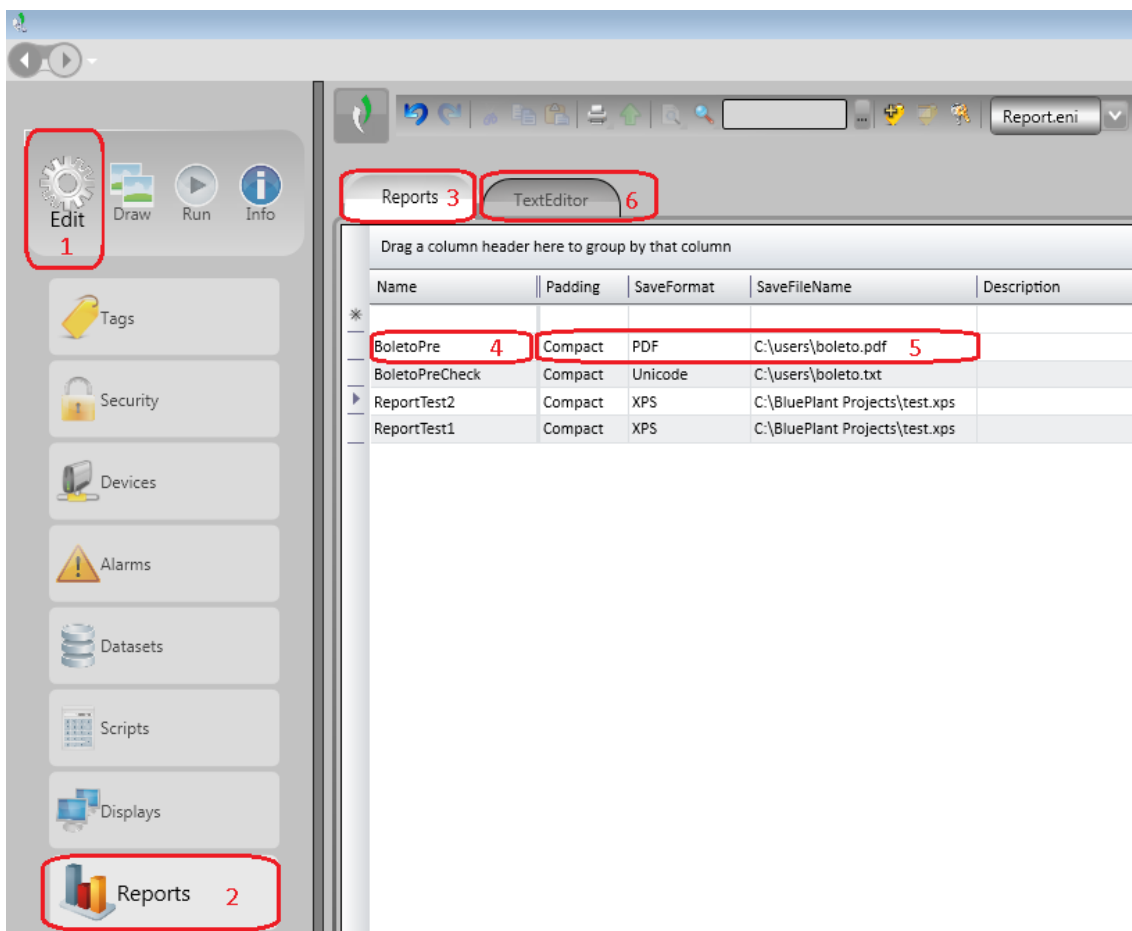 Report.eni
Edit Draw Run Info
1
Reports 3 TextEditor 6
Drag a column header here to group by that column
Name Padding SaveFormat SaveFileName Description
BoletoPre 4 Compact PDF C:\users\boleto.pdf 5
BoletoPreCheck Compact Unicode C:\users\boleto.txt
ReportTest2 Compact XPS C:\BluePlant Projects\test.xps
ReportTest1 Compact XPS C:\BluePlant Projects\test.xps
Tags
Security
Devices
Alarms
Datasets
Scripts
Displays
Reports 2